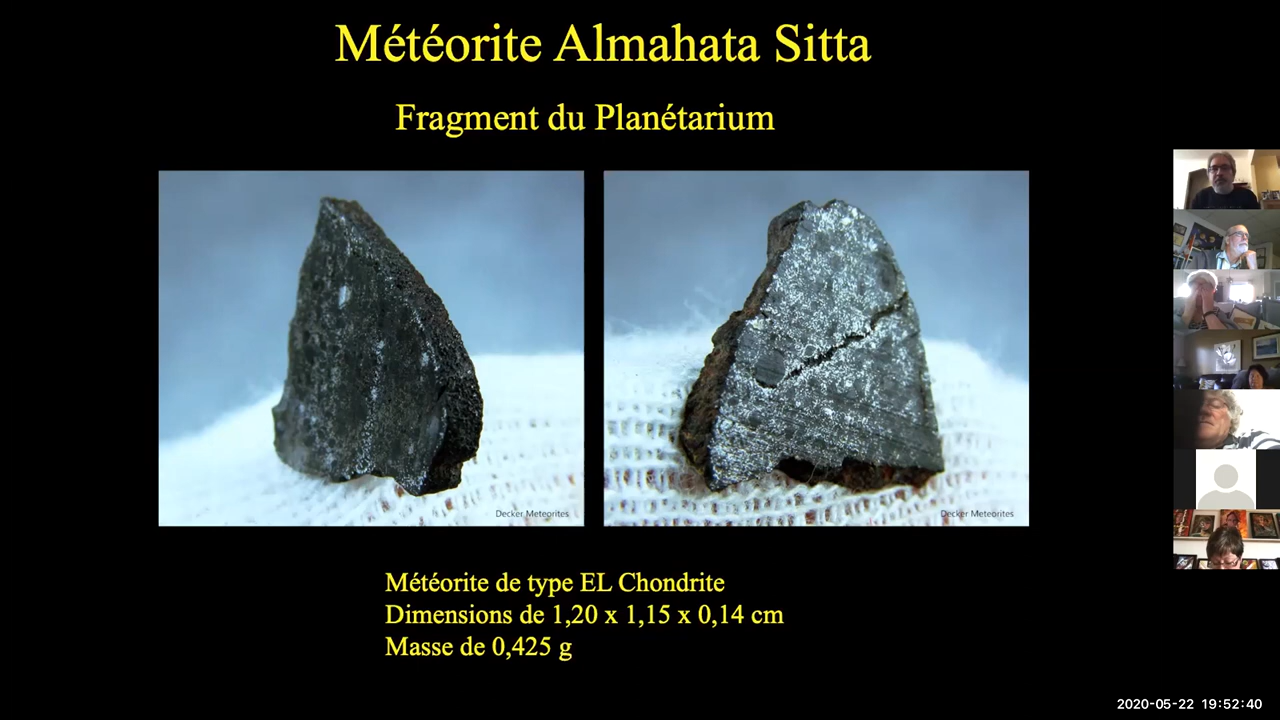 Météorite Almahata Sitta
Fragment du Planétarium
Decker Meteorites
Decker Meteorites
Météorite de type EL Chondrite
Dimensions de 1,20 x 1,15 x 0,14 cm
Masse de 0,425 g
2020-05-22 19:52:40